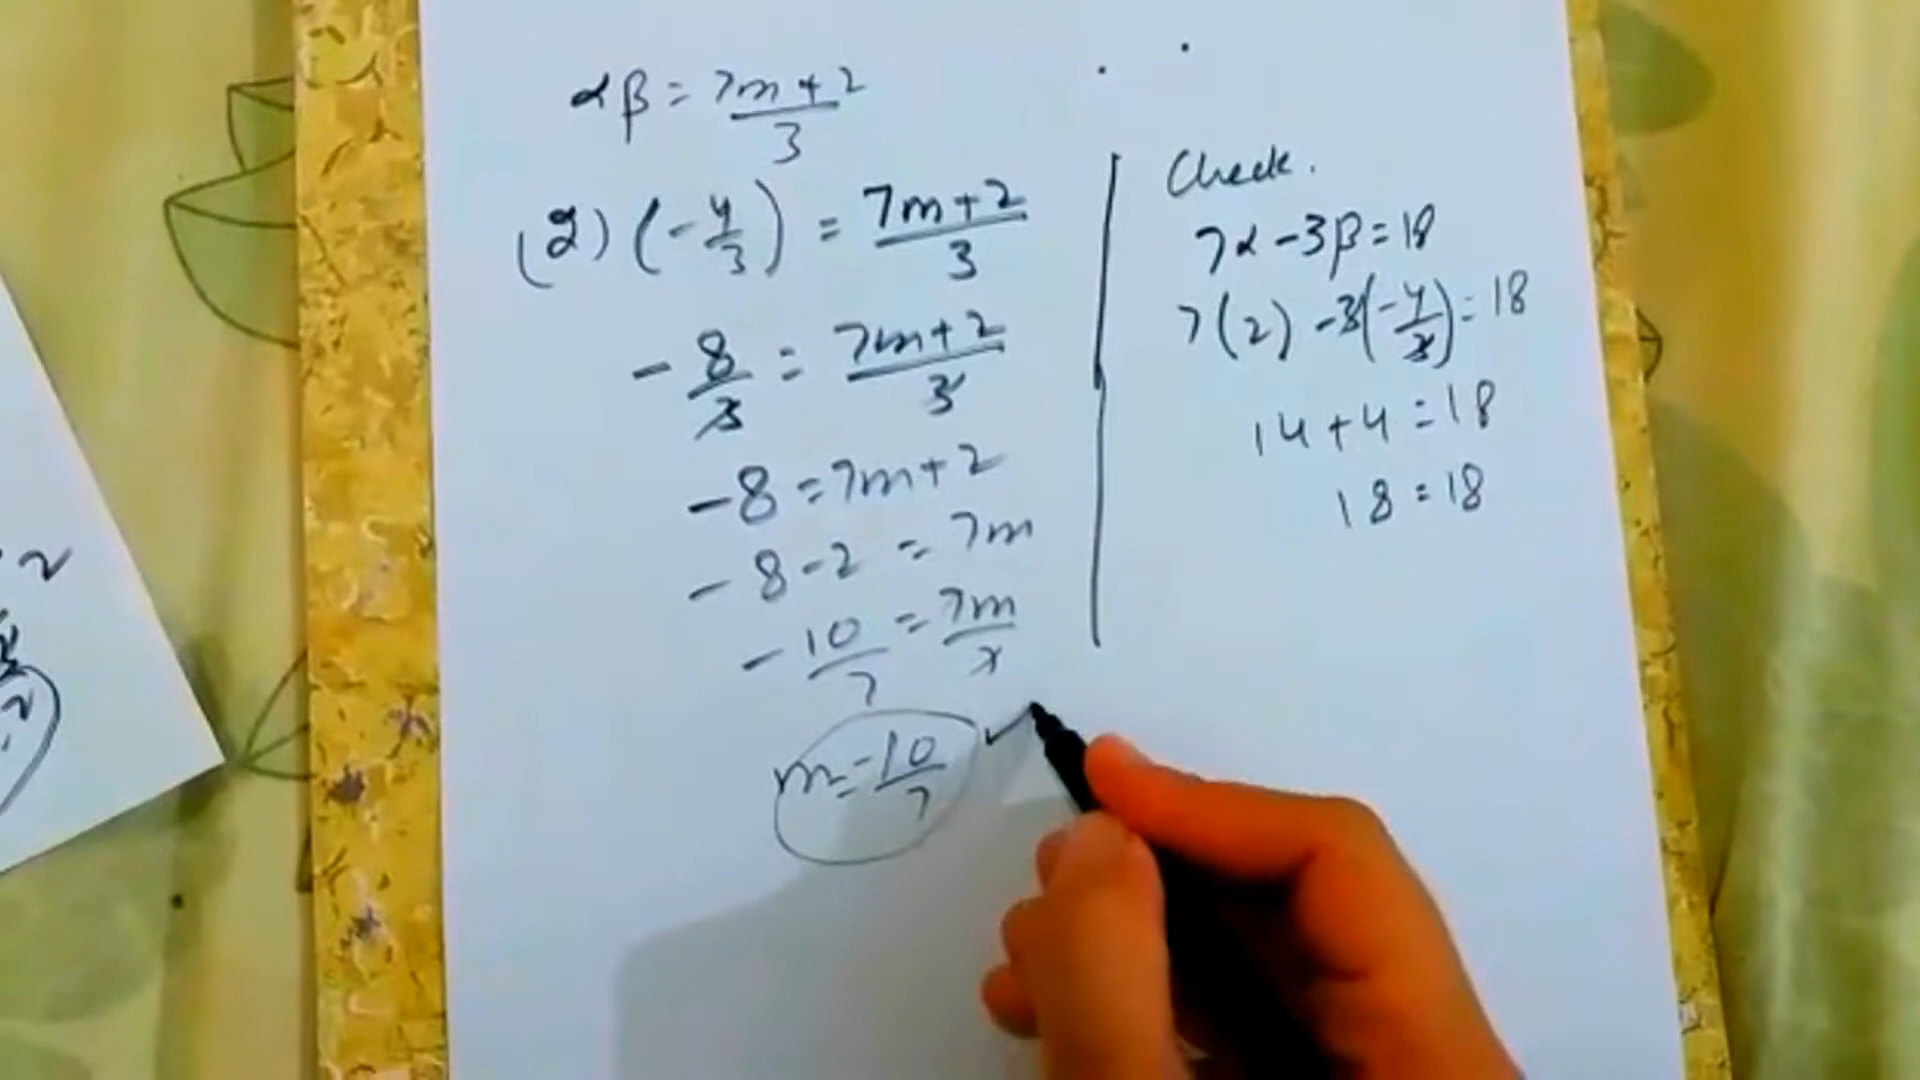 αβ = 7m+2/3
(2) (-4/3) = 7m+2/3
-8/3 = 7m+2/3
-8 = 7m+2
-8-2 = 7m
-10/7 = 7m/7
m = -10/7
Check.
7α-3β=18
7(2) -3(-4/3) = 18
14+4=18
18=18
2